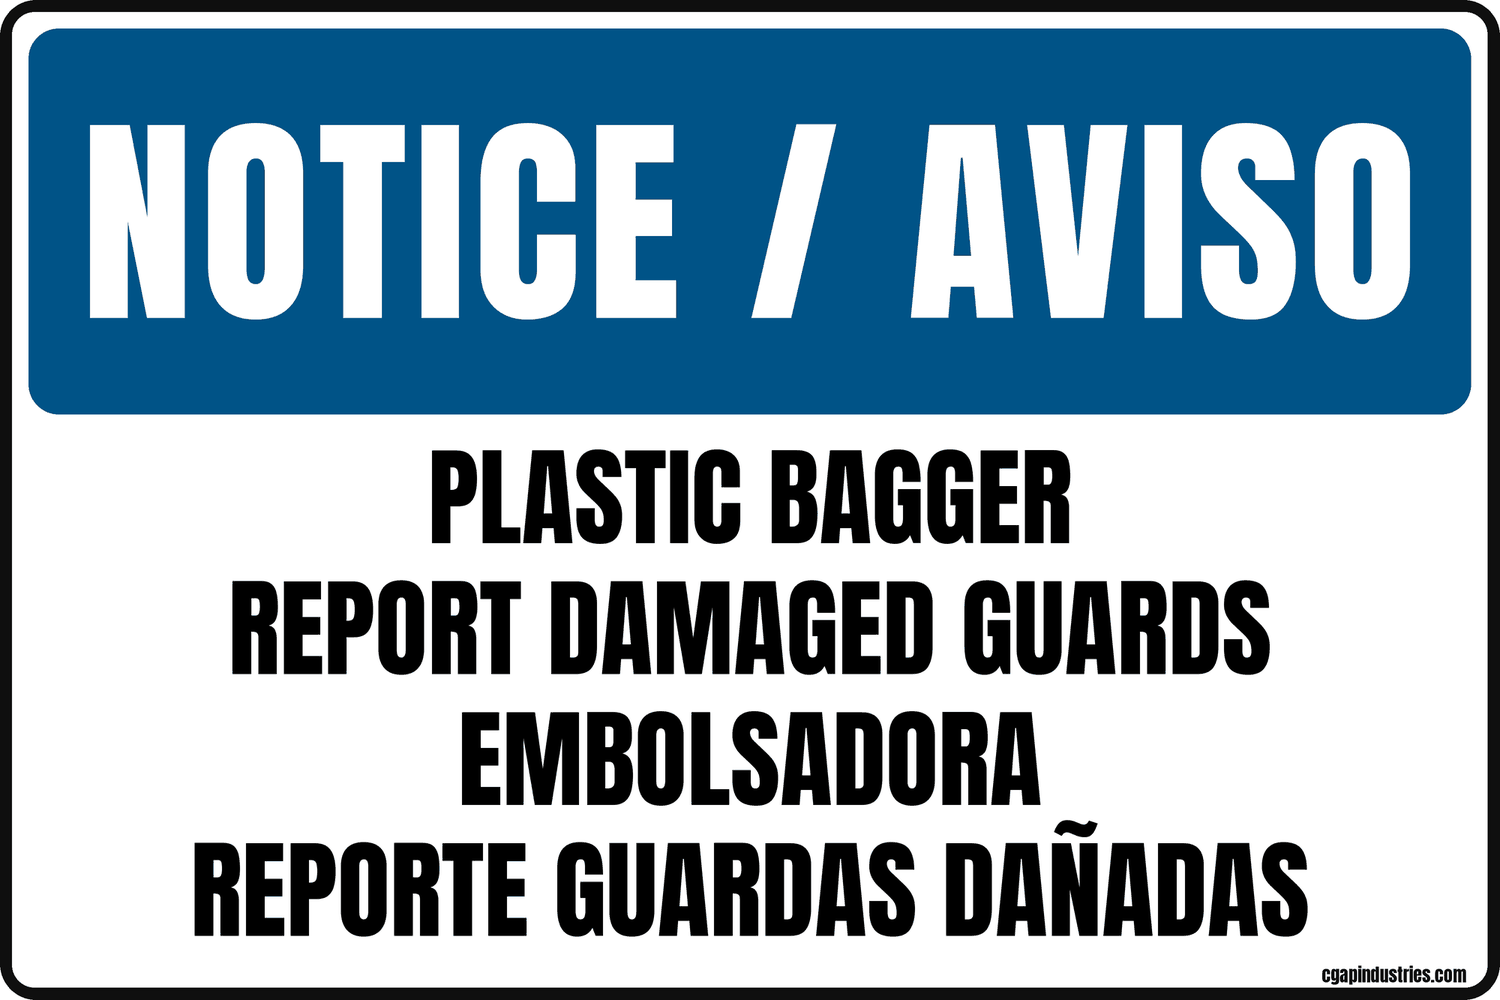 NOTICE / AVISO
PLASTIC BAGGER
REPORT DAMAGED GUARDS
EMBOLSADORA
REPORTE GUARDAS DAÑADAS
cgapindustries.com